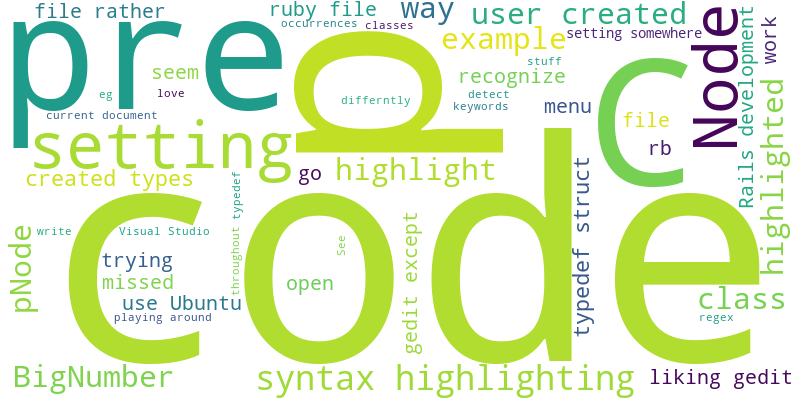 file rather
ruby file
way
user created
occurrences
classes
pre
p
example
setting somewhere
seem
stuff
recognize
eg
love
differntly
detect
keywords
menu
current document
C
file
rb
Node
Rails development
work
highlighted
setting
go
highlight
created types
typedef struct
throughout typedef
code
pNode
write
Visual Studio
See
trying
missed
open
use Ubuntu
playing around
gedit except
class
regex
BigNumber
syntax highlighting
liking gedit